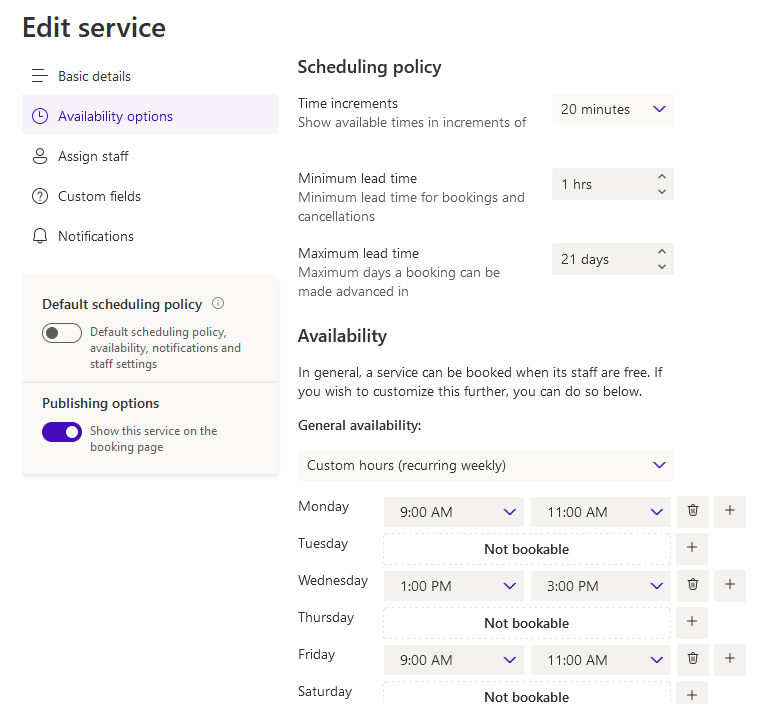 Edit service
Basic details
Availability options
Assign staff
Custom fields
Notifications
Default scheduling policy
Default scheduling policy,
availability, notifications and
staff settings
Publishing options
Show this service on the
booking page
Scheduling policy
Time increments
Show available times in increments of
20 minutes
Minimum lead time
Minimum lead time for bookings and
cancellations
1 hrs
Maximum lead time
Maximum days a booking can be
made advanced in
21 days
Availability
In general, a service can be booked when its staff are free. If
you wish to customize this further, you can do so below.
General availability:
Custom hours (recurring weekly)
Monday 9:00 AM 11:00 AM
Tuesday Not bookable
Wednesday 1:00 PM 3:00 PM
Thursday Not bookable
Friday 9:00 AM 11:00 AM
Saturday Not bookable